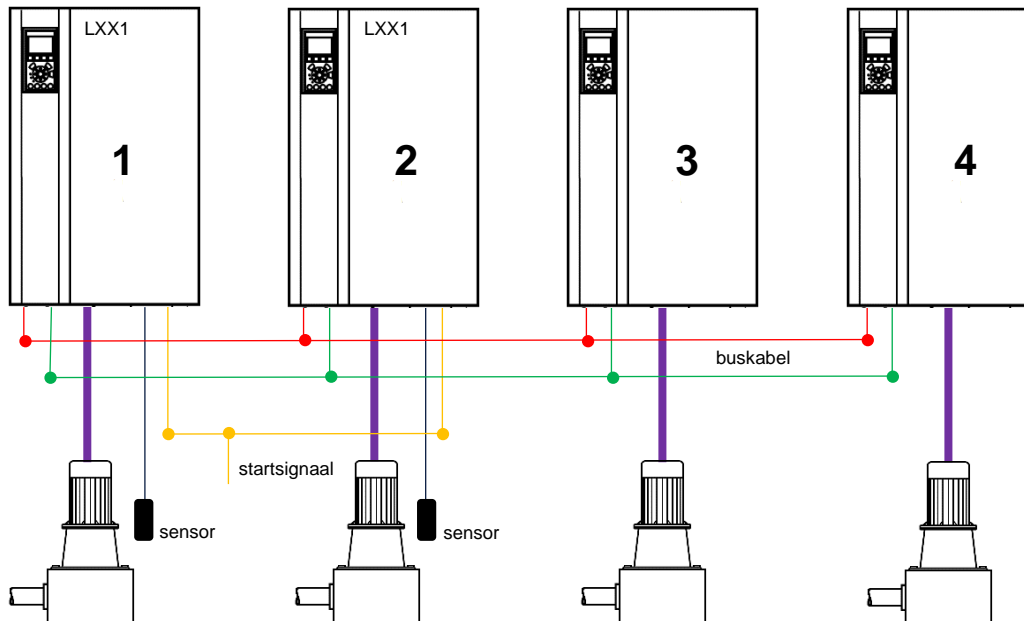 LXX1
LXX1
1
2
3
4
buskabel
startsignaal
sensor
sensor